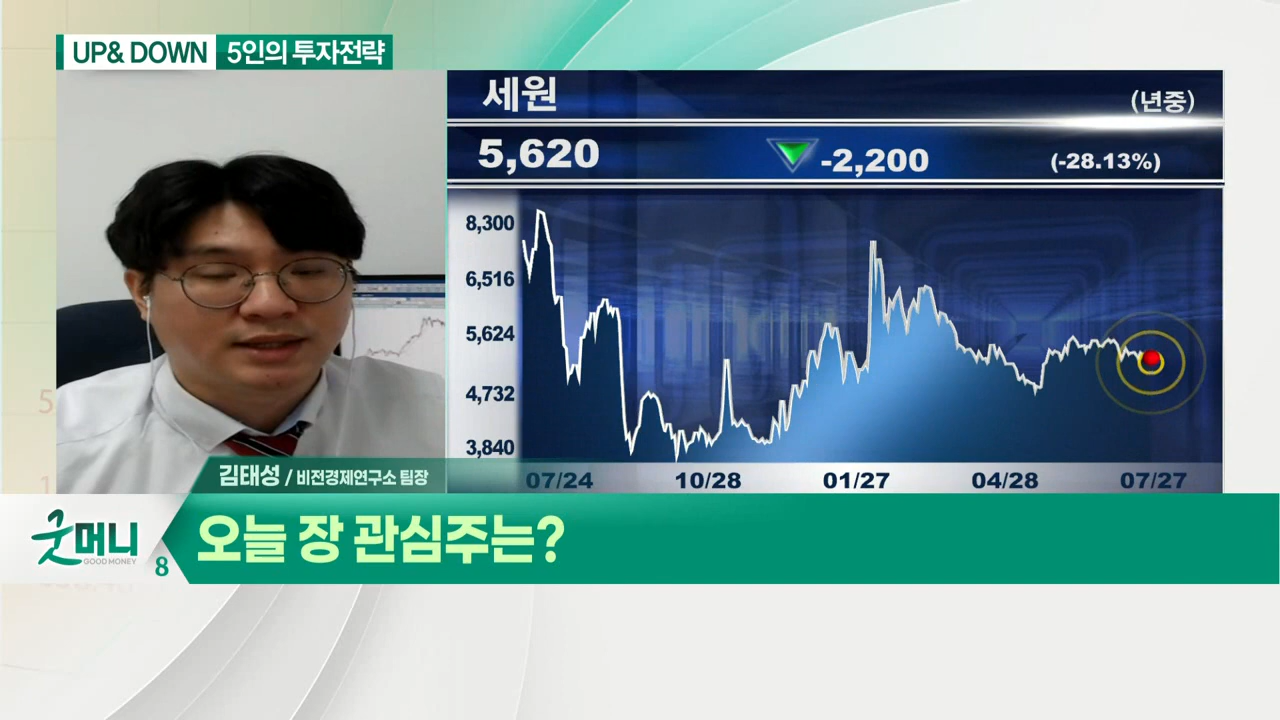 UP& DOWN 5인의 투자전략
세원
(년중)
5,620 -2,200 (-28.13%)
8,300
6,516
5,624
4,732
3,840
07/24 10/28 01/27 04/28 07/27
김태성 / 비전경제연구소 팀장
오늘 장 관심주는?
굿머니
GOOD MONEY
8